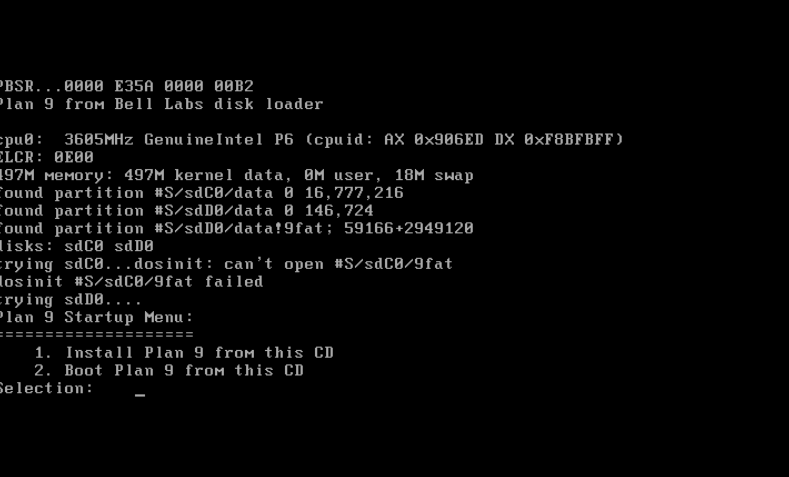 PBSR...0000 E35A 0000 00B2
Plan 9 from Bell Labs disk loader
cpu0:  3605MHz GenuineIntel P6 (cpuid: AX 0x906ED DX 0xF8BFBFF)
ELCR: 0E00
497M memory: 497M kernel data, 0M user, 18M swap
found partition #S/sdC0/data 0 16,777,216
found partition #S/sdD0/data 0 146,724
found partition #S/sdD0/data!9fat; 59166+2949120
disks: sdC0 sdD0
trying sdC0...dosinit: can't open #S/sdC0/9fat
dosinit #S/sdC0/9fat failed
trying sdD0....
Plan 9 Startup Menu:
====================
    1. Install Plan 9 from this CD
    2. Boot Plan 9 from this CD
Selection:    _